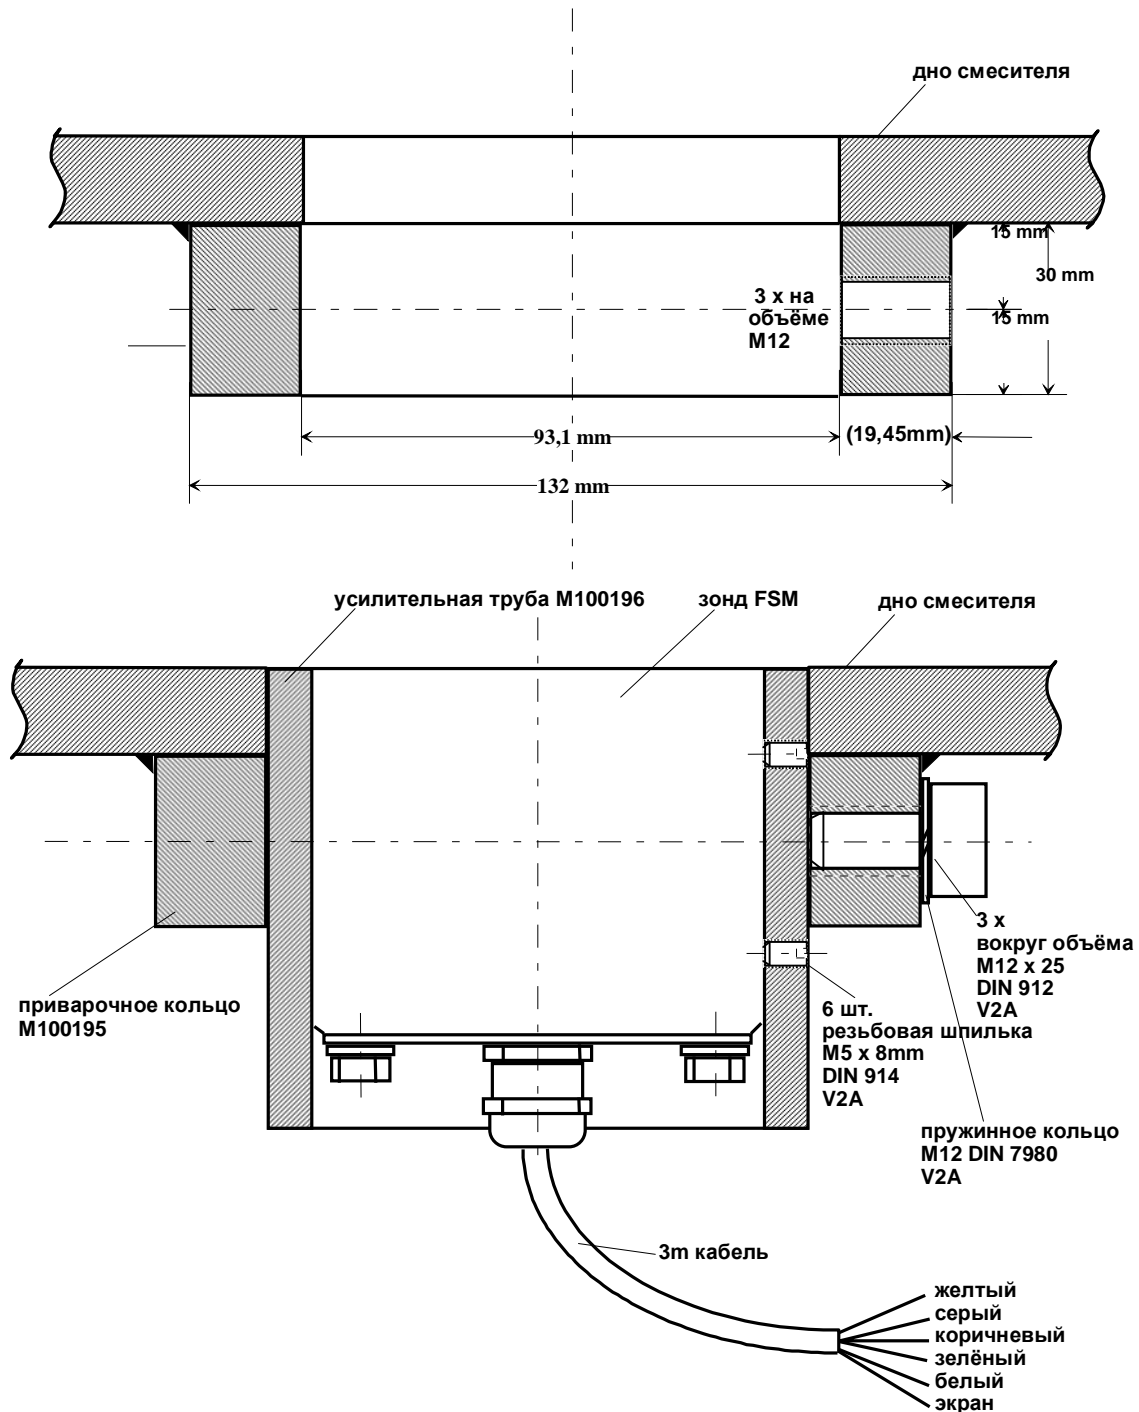 дно смесителя
15 mm
30 mm
3 х на
объёме
M12
15 mm
93,1 mm
(19,45mm)
132 mm
усилительная труба M100196
зонд FSM
дно смесителя
3 х
вокруг объёма
M12 x 25
DIN 912
V2A
приварочное кольцо
M100195
6 шт.
резьбовая шпилька
M5 x 8mm
DIN 914
V2A
пружинное кольцо
M12 DIN 7980
V2A
3m кабель
желтый
серый
коричневый
зелёный
белый
экран